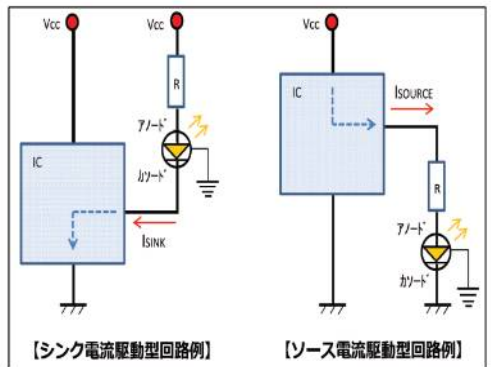 Vcc
Vcc
R
アノード
カソード
IC
ISINK
【シンク電流駆動型回路例】
Vcc
IC
ISOURCE
R
アノード
カソード
【ソース電流駆動型回路例】